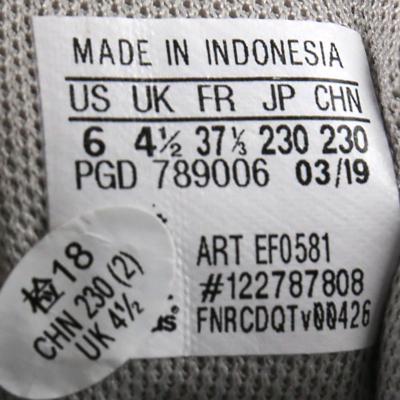 MADE IN INDONESIA
US UK FR JP CHN
6 4½ 37⅓ 230 230
PGD 789006 03/19
ART EF0581
#122787808
FNRCDQTv00426
检18
CHN 230 (2)
UK 4½